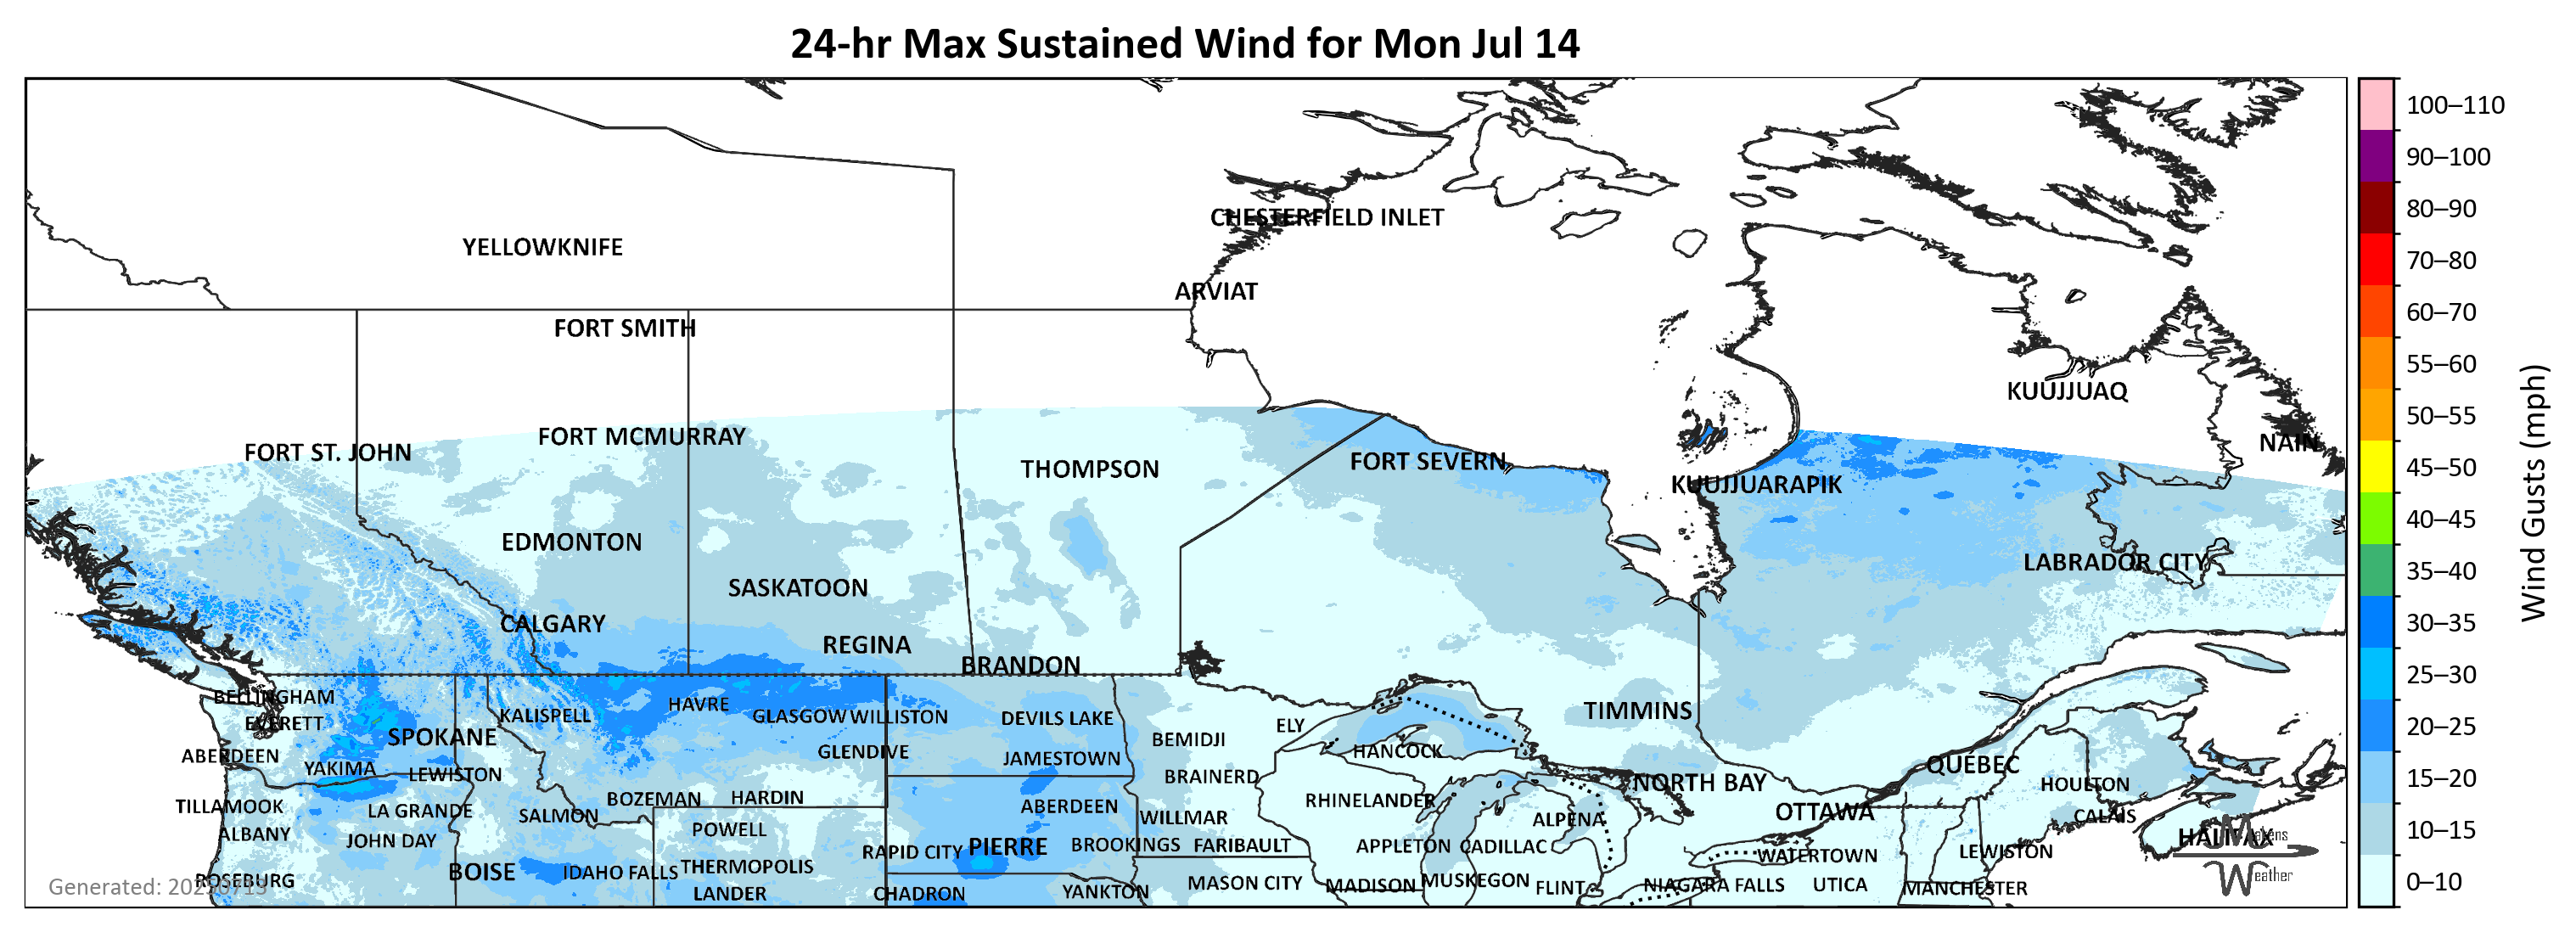 24-hr Max Sustained Wind for Mon Jul 14
100–110
90–100
80–90
70–80
60–70
55–60
50–55
45–50
40–45
35–40
30–35
25–30
20–25
15–20
10–15
0–10
Wind Gusts (mph)
CHESTERFIELD INLET
YELLOWKNIFE
ARVIAT
FORT SMITH
KUUJJUAQ
FORT MCMURRAY
NAIN
FORT ST. JOHN
FORT SEVERN
THOMPSON
KUUJJUARAPIK
EDMONTON
LABRADOR CITY
SASKATOON
CALGARY
REGINA
BRANDON
BELLINGHAM
HAVRE
TIMMINS
KALISPELL
GLASGOW
WILLISTON
DEVILS LAKE
EVERETT
ELY
SPOKANE
BEMIDJI
HANCOCK
GLENDIVE
ABERDEEN
JAMESTOWN
QUÉBEC
YAKIMA
LEWISTON
BRAINERD
NORTH BAY
HOULTON
BOZEMAN
HARDIN
RHINELANDER
TILLAMOOK
ABERDEEN
LA GRANDE
OTTAWA
SALMON
CALAIS
WILLMAR
ALPENA
POWELL
ALBANY
HALIFAX
Makens
Weather
JOHN DAY
PIERRE
BROOKINGS
FARIBAULT
APPLETON
CADILLAC
RAPID CITY
LEWISTON
WATERTOWN
THERMOPOLIS
BOISE
IDAHO FALLS
ROSEBURG
MUSKEGON
MASON CITY
MADISON
NIAGARA FALLS
UTICA
FLINT
MANCHESTER
YANKTON
LANDER
CHADRON
Generated: 20250713